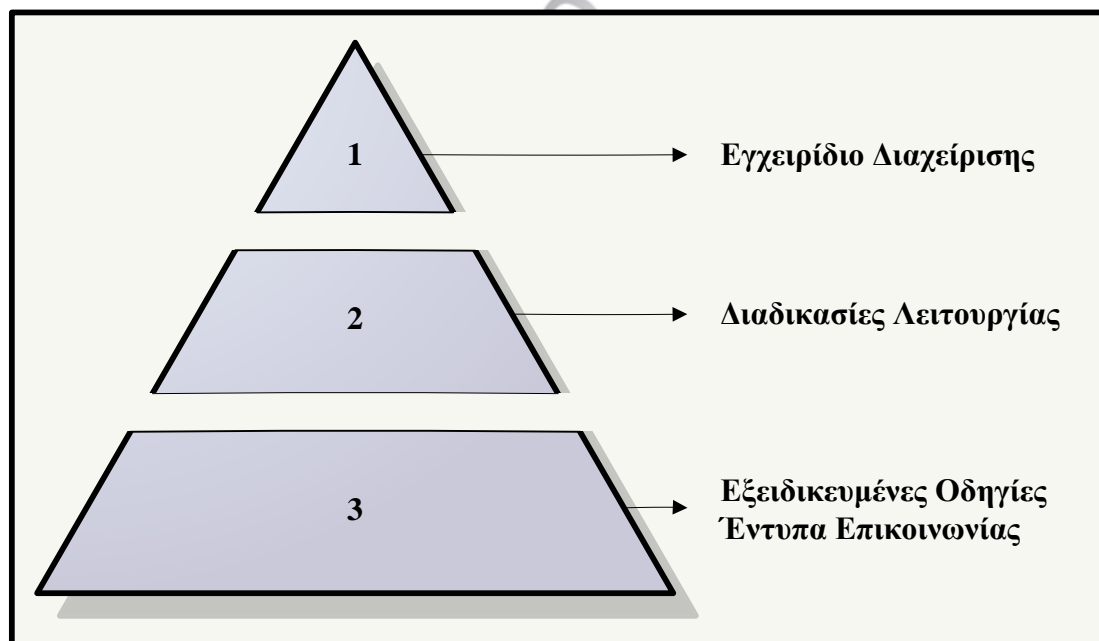 1
Εγχειρίδιο Διαχείρισης
2
Διαδικασίες Λειτουργίας
3
Εξειδικευμένες Οδηγίες
Έντυπα Επικοινωνίας